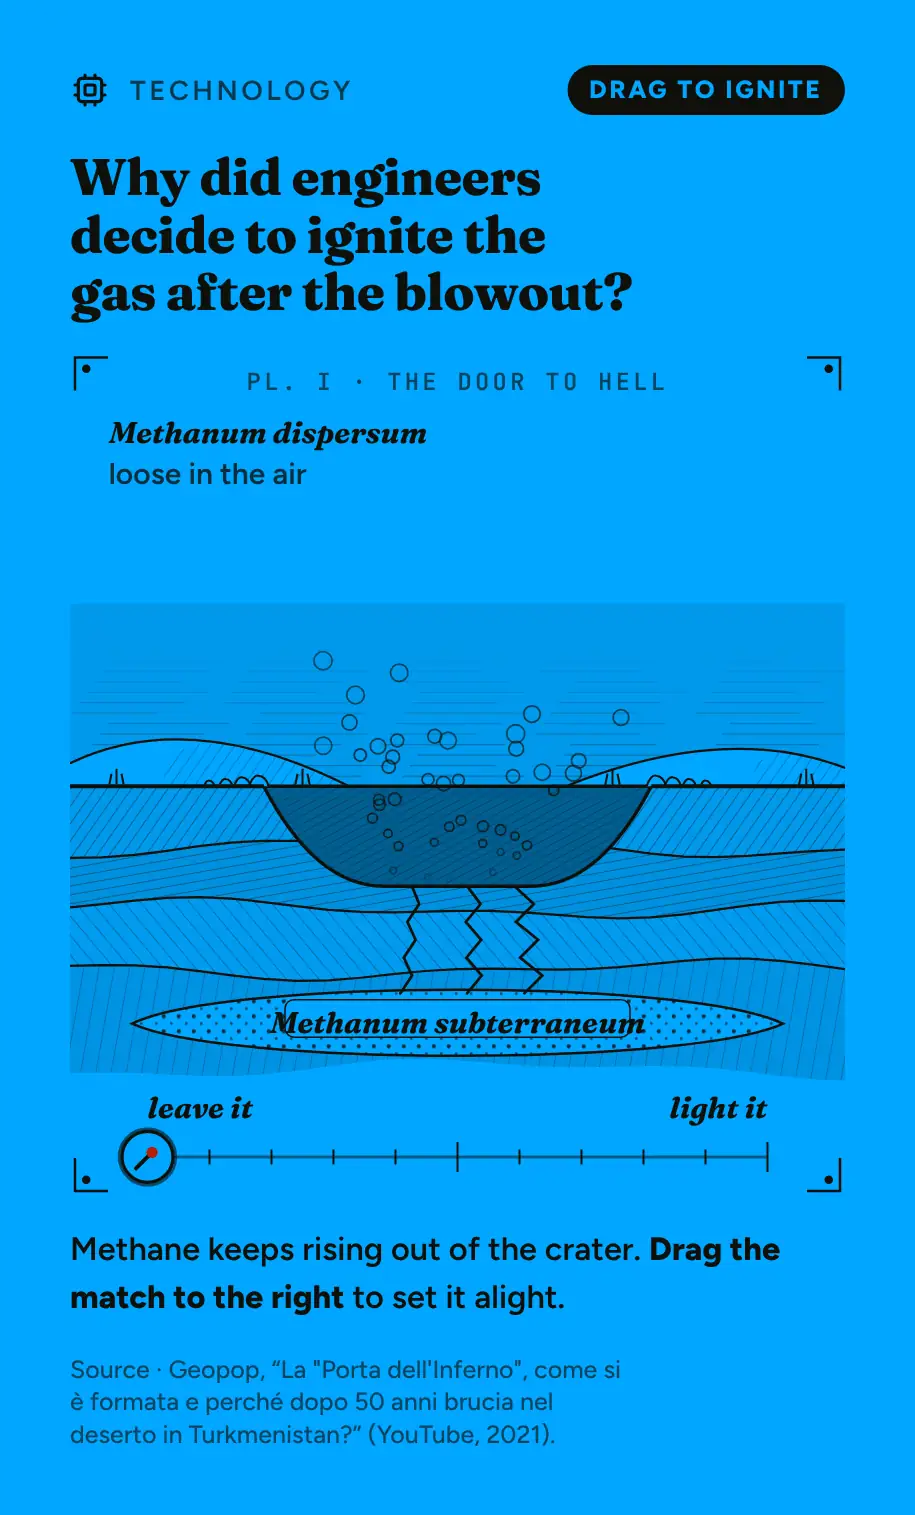 TECHNOLOGY
DRAG TO IGNITE
Why did engineers
decide to ignite the
gas after the blowout?
PL. I · THE DOOR TO HELL
Methanum dispersum
loose in the air
Methanum subterraneum
leave it
light it
Methane keeps rising out of the crater. Drag the
match to the right to set it alight.
Source · Geopop, “La "Porta dell'Inferno", come si
è formata e perché dopo 50 anni brucia nel
deserto in Turkmenistan?” (YouTube, 2021).